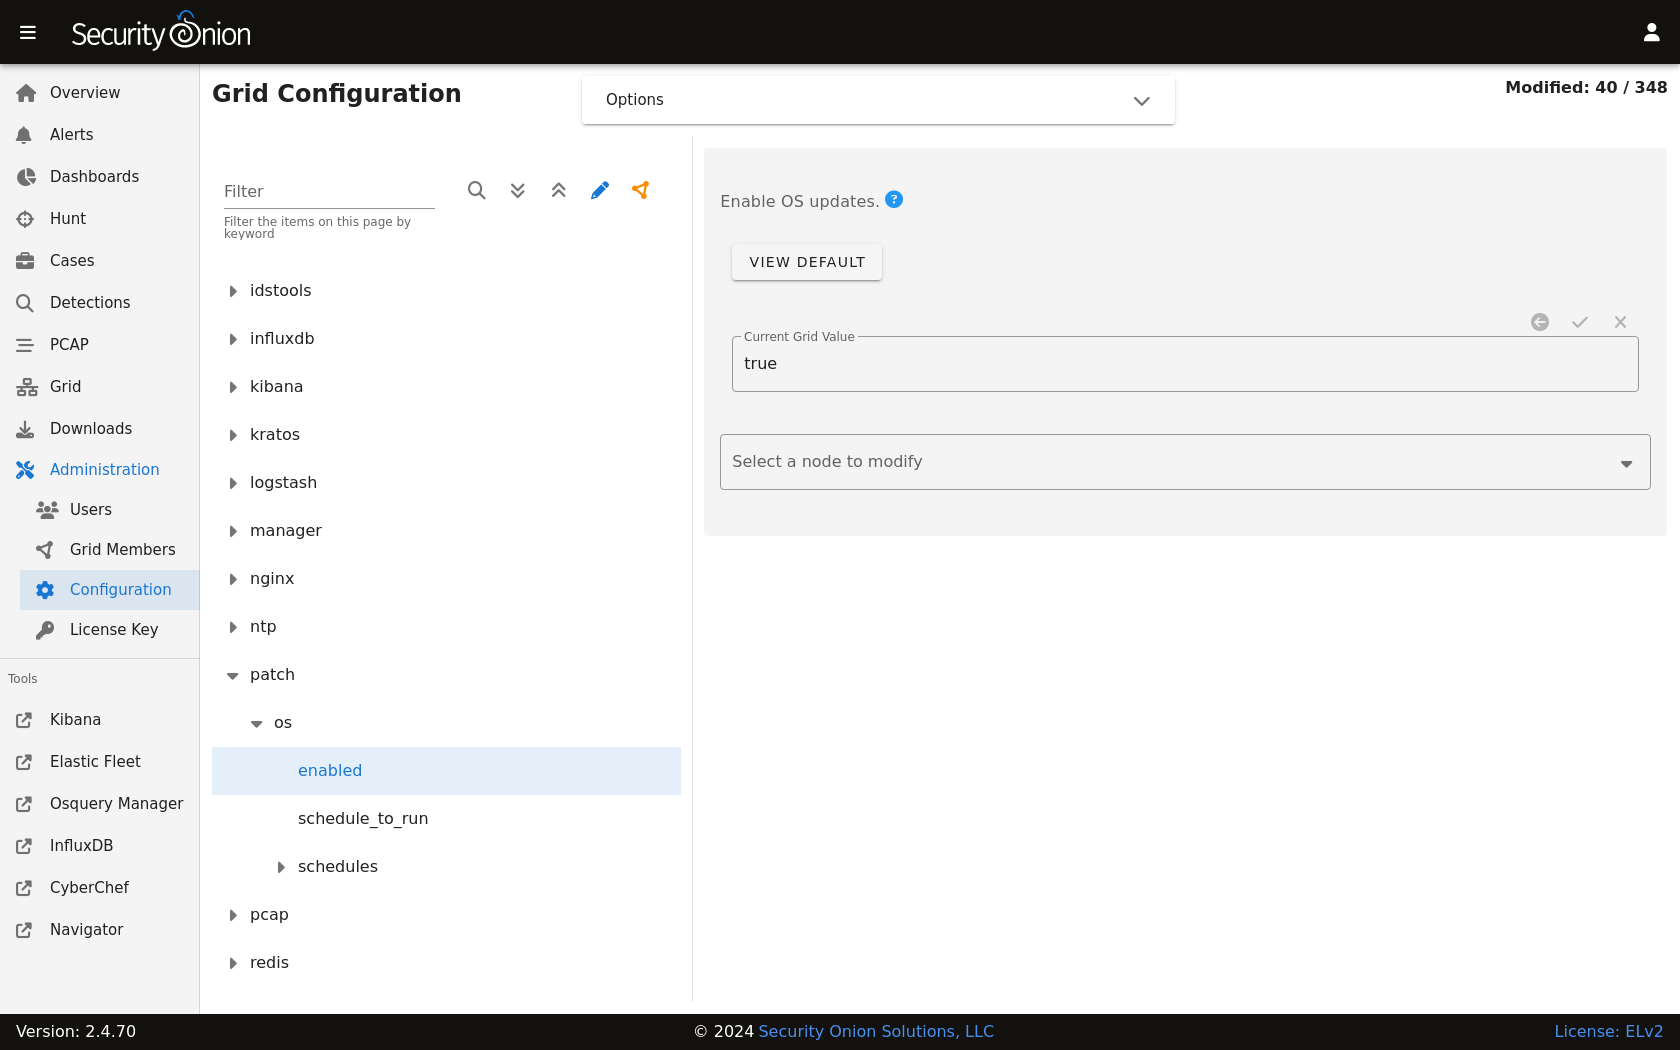 Security Onion
Overview
Alerts
Dashboards
Hunt
Cases
Detections
PCAP
Grid
Downloads
Administration
Users
Grid Members
Configuration
License Key
Tools
Kibana
Elastic Fleet
Osquery Manager
InfluxDB
CyberChef
Navigator
Grid Configuration
Options
Modified: 40 / 348
Filter
Filter the items on this page by
keyword
idstools
influxdb
kibana
kratos
logstash
manager
nginx
ntp
patch
os
enabled
schedule_to_run
schedules
pcap
redis
Enable OS updates. ?
VIEW DEFAULT
Current Grid Value
true
Select a node to modify
Version: 2.4.70
© 2024 Security Onion Solutions, LLC
License: ELv2